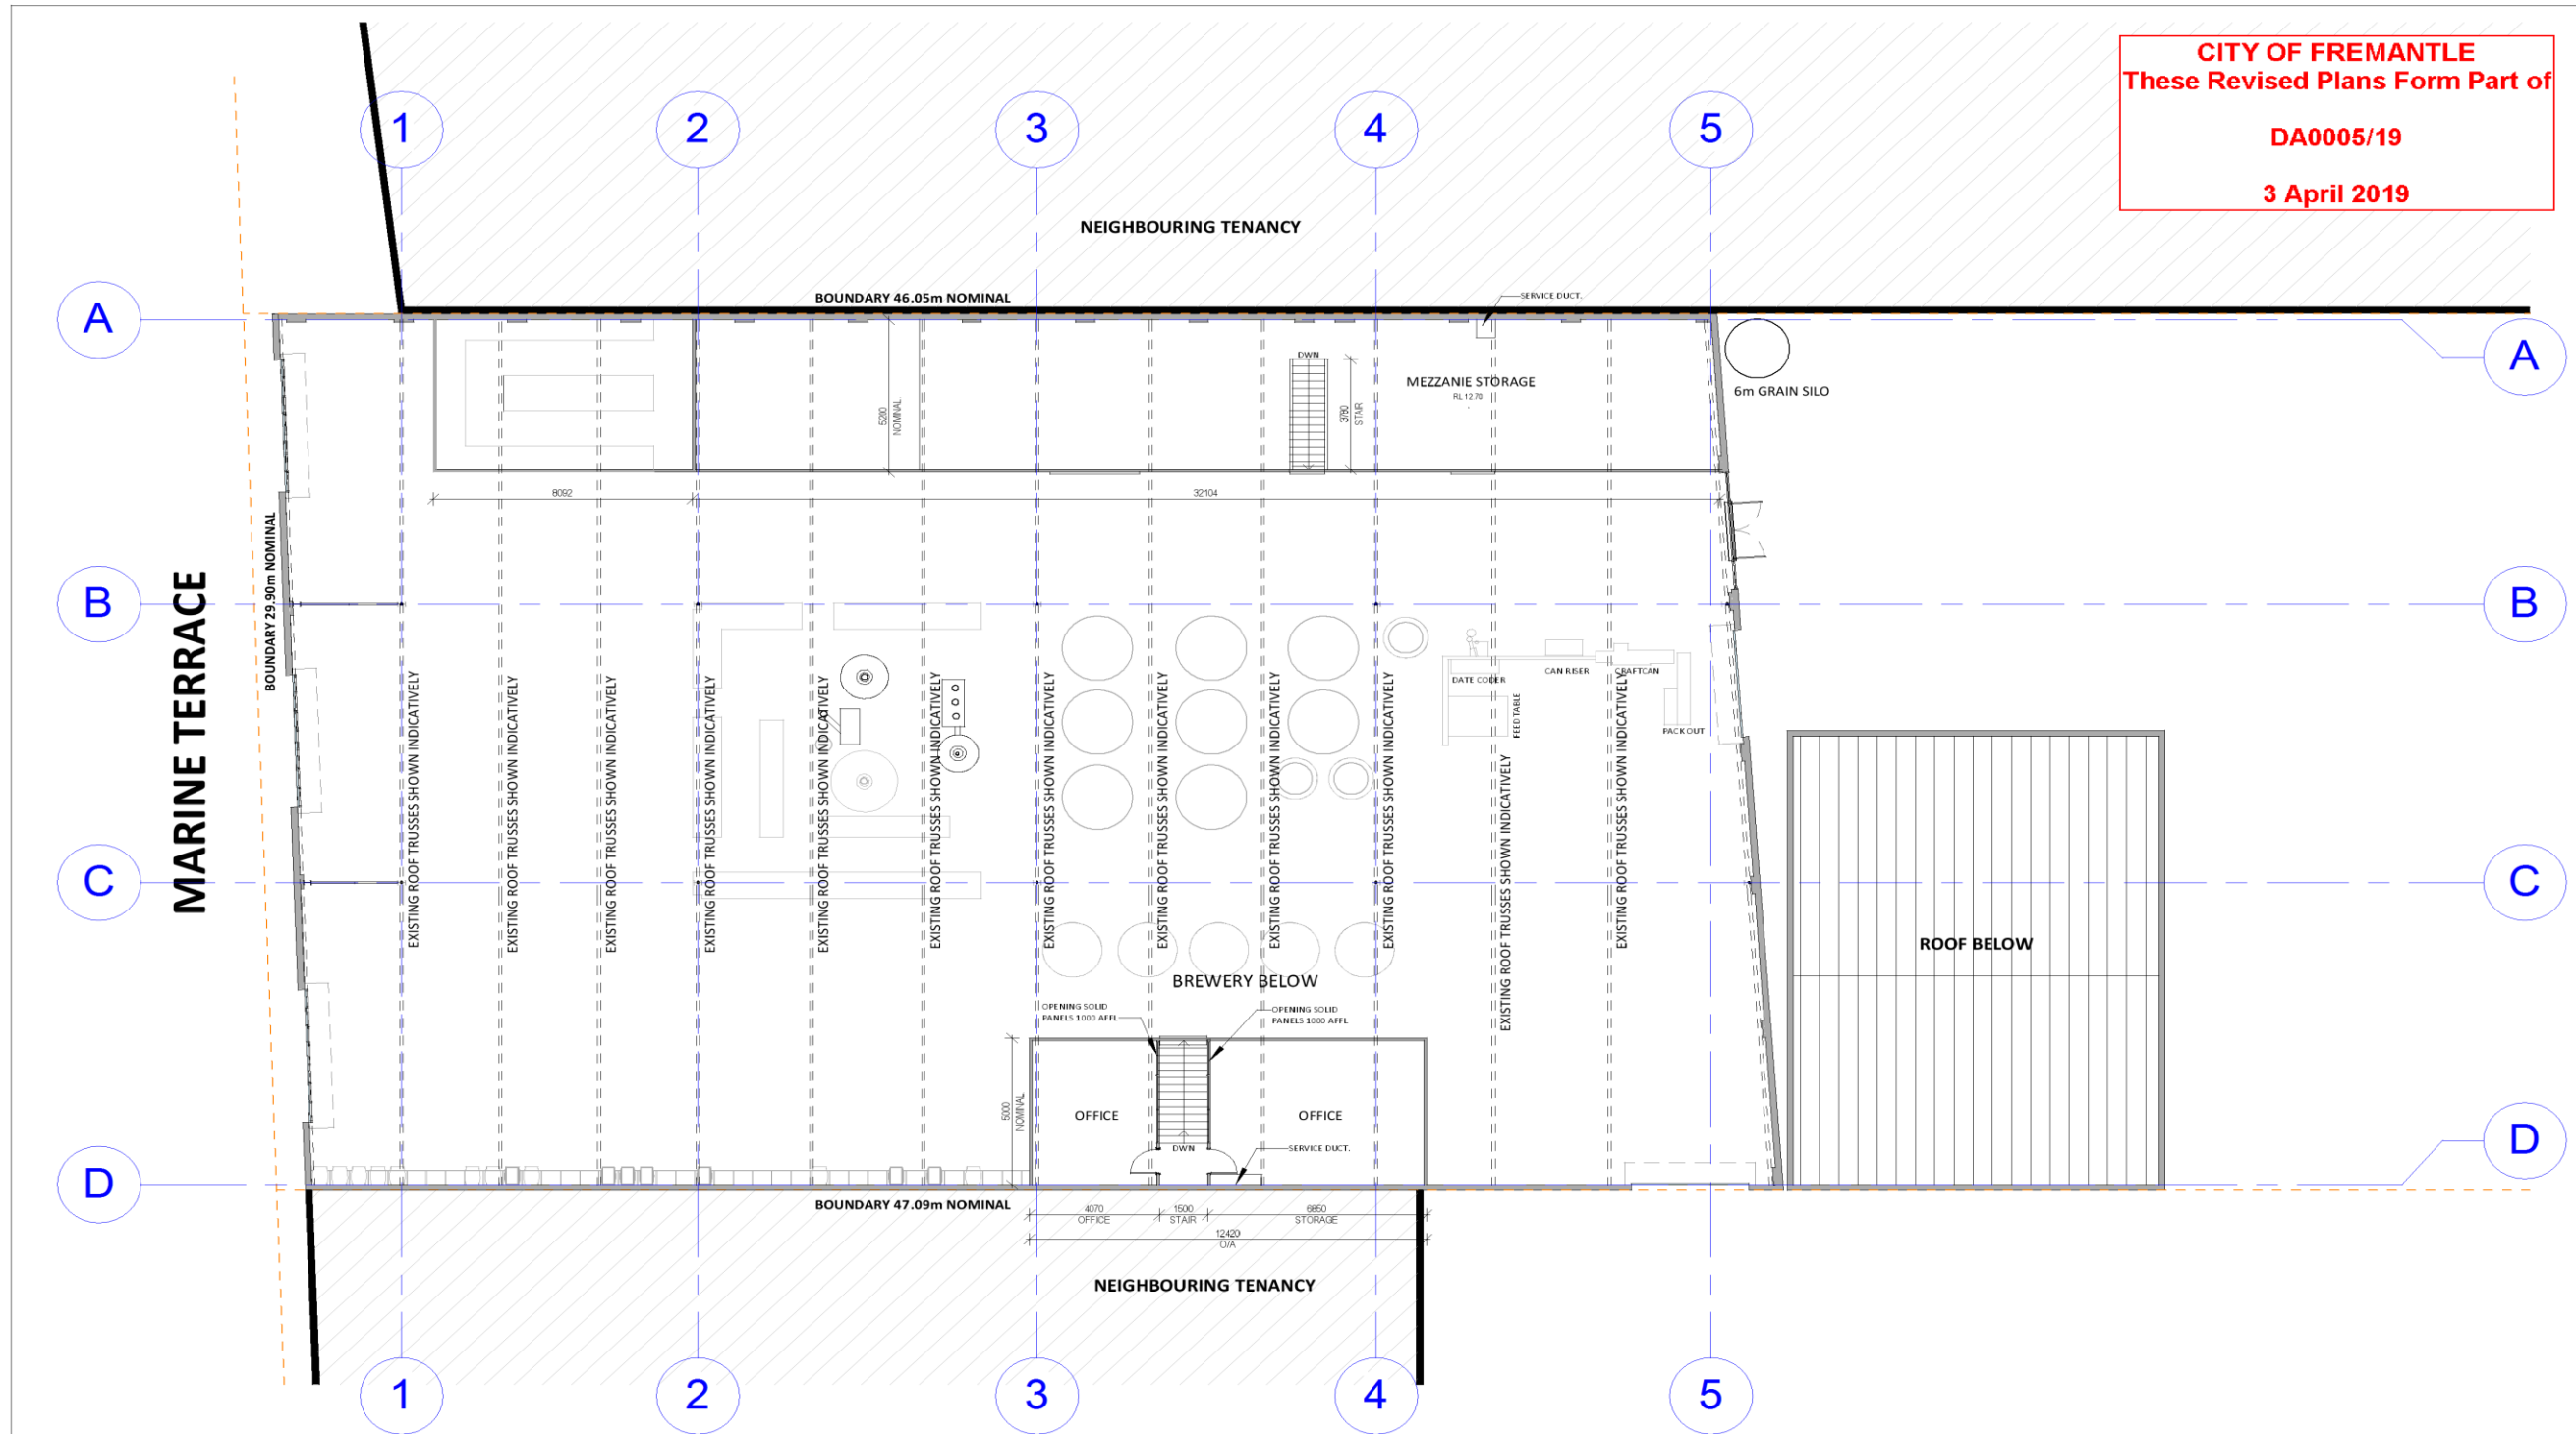 CITY OF FREMANTLE
These Revised Plans Form Part of
DA0005/19
3 April 2019
1
2
3
4
5
NEIGHBOURING TENANCY
BOUNDARY 46.05m NOMINAL
SERVICE DUCT.
A
A
6m GRAIN SILO
DWN
MEZZANIE STORAGE
RL 12.70
5200
NOMINAL
3780
STAIR
8092
32104
MARINE TERRACE
BOUNDARY 29.90m NOMINAL
B
B
DATE CODER
CAN RISER
CRAFTCAN
FEED TABLE
PACK OUT
EXISTING ROOF TRUSSES SHOWN INDICATIVELY
EXISTING ROOF TRUSSES SHOWN INDICATIVELY
EXISTING ROOF TRUSSES SHOWN INDICATIVELY
EXISTING ROOF TRUSSES SHOWN INDICATIVELY
EXISTING ROOF TRUSSES SHOWN INDICATIVELY
EXISTING ROOF TRUSSES SHOWN INDICATIVELY
EXISTING ROOF TRUSSES SHOWN INDICATIVELY
EXISTING ROOF TRUSSES SHOWN INDICATIVELY
EXISTING ROOF TRUSSES SHOWN INDICATIVELY
EXISTING ROOF TRUSSES SHOWN INDICATIVELY
EXISTING ROOF TRUSSES SHOWN INDICATIVELY
EXISTING ROOF TRUSSES SHOWN INDICATIVELY
C
C
ROOF BELOW
BREWERY BELOW
OPENING SOLID
PANELS 1000 AFFL
OPENING SOLID
PANELS 1000 AFFL
5000
NOMINAL
OFFICE
OFFICE
DWN
SERVICE DUCT.
D
D
BOUNDARY 47.09m NOMINAL
4070
OFFICE
1500
STAIR
6850
STORAGE
12420
O/A
NEIGHBOURING TENANCY
1
2
3
4
5